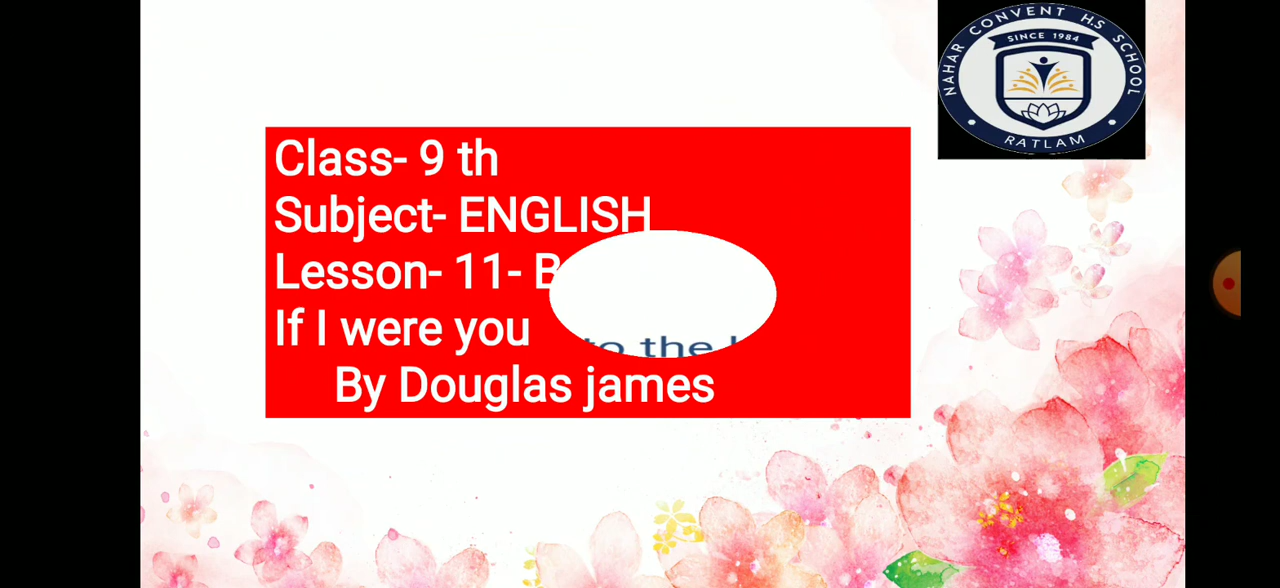 NAHAR CONVENT H.S SCHOOL
SINCE 1984
RATLAM
Class- 9 th
Subject- ENGLISH
Lesson- 11-
If I were you
to the
By Douglas james